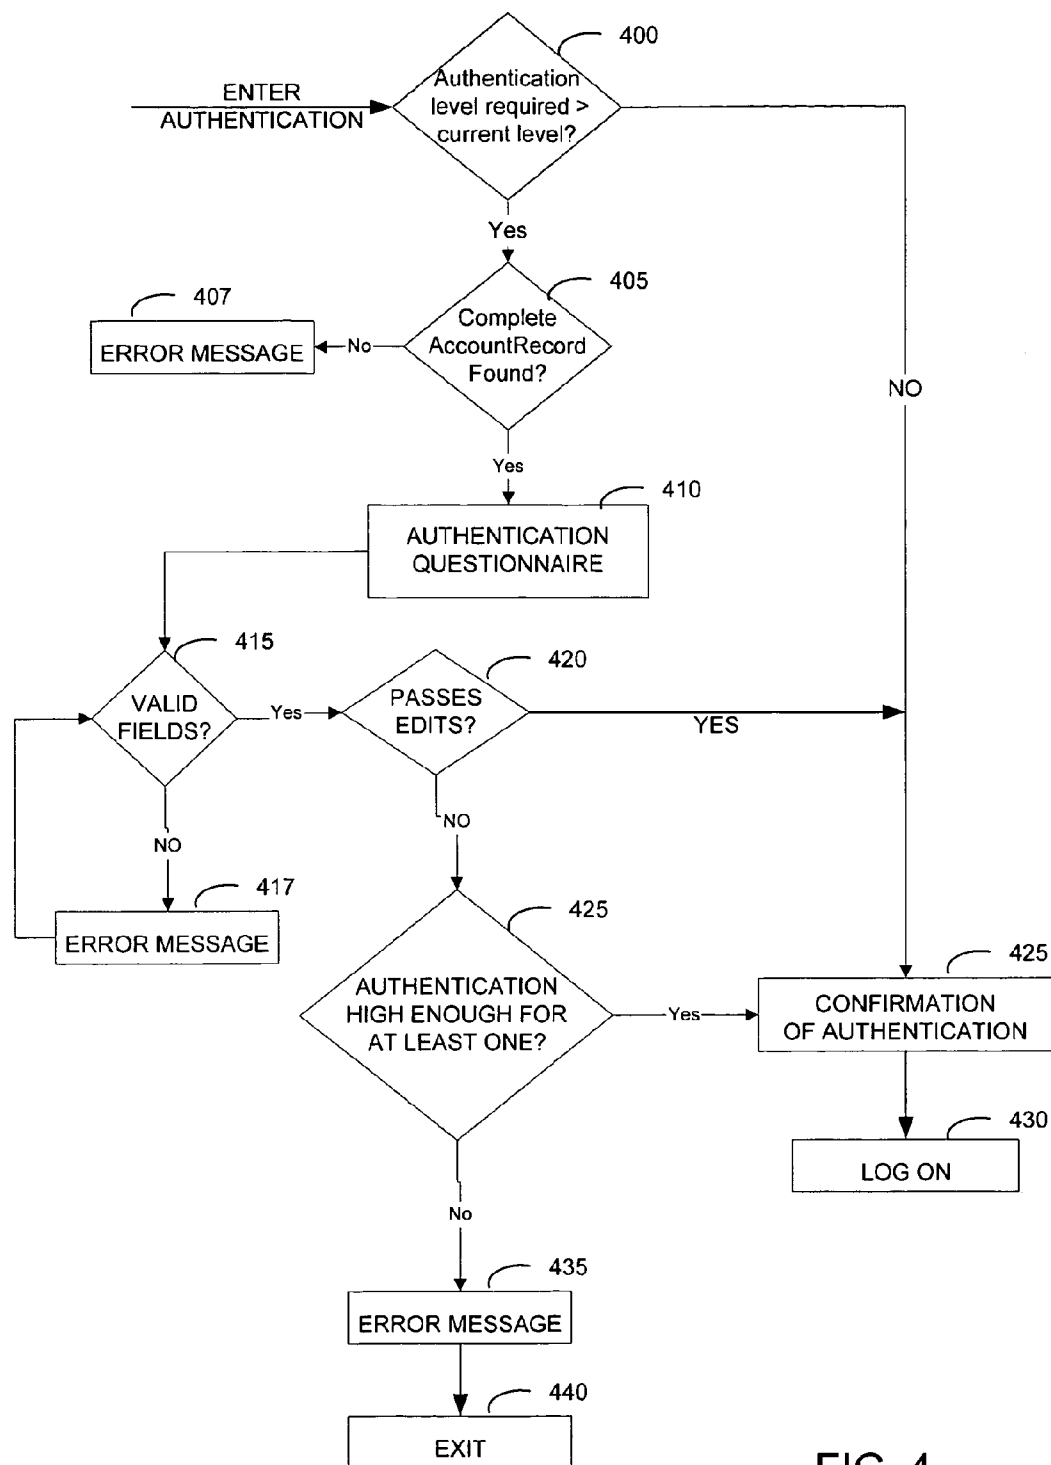 400
Authentication
level required >
current level?
ENTER
AUTHENTICATION
Yes
405
Complete
AccountRecord
Found?
407
ERROR MESSAGE
No
NO
Yes
410
AUTHENTICATION
QUESTIONNAIRE
415
VALID
FIELDS?
Yes
420
PASSES
EDITS?
YES
NO
NO
417
ERROR MESSAGE
425
AUTHENTICATION
HIGH ENOUGH FOR
AT LEAST ONE?
Yes
425
CONFIRMATION
OF AUTHENTICATION
430
LOG ON
No
435
ERROR MESSAGE
440
EXIT
FIG. 4